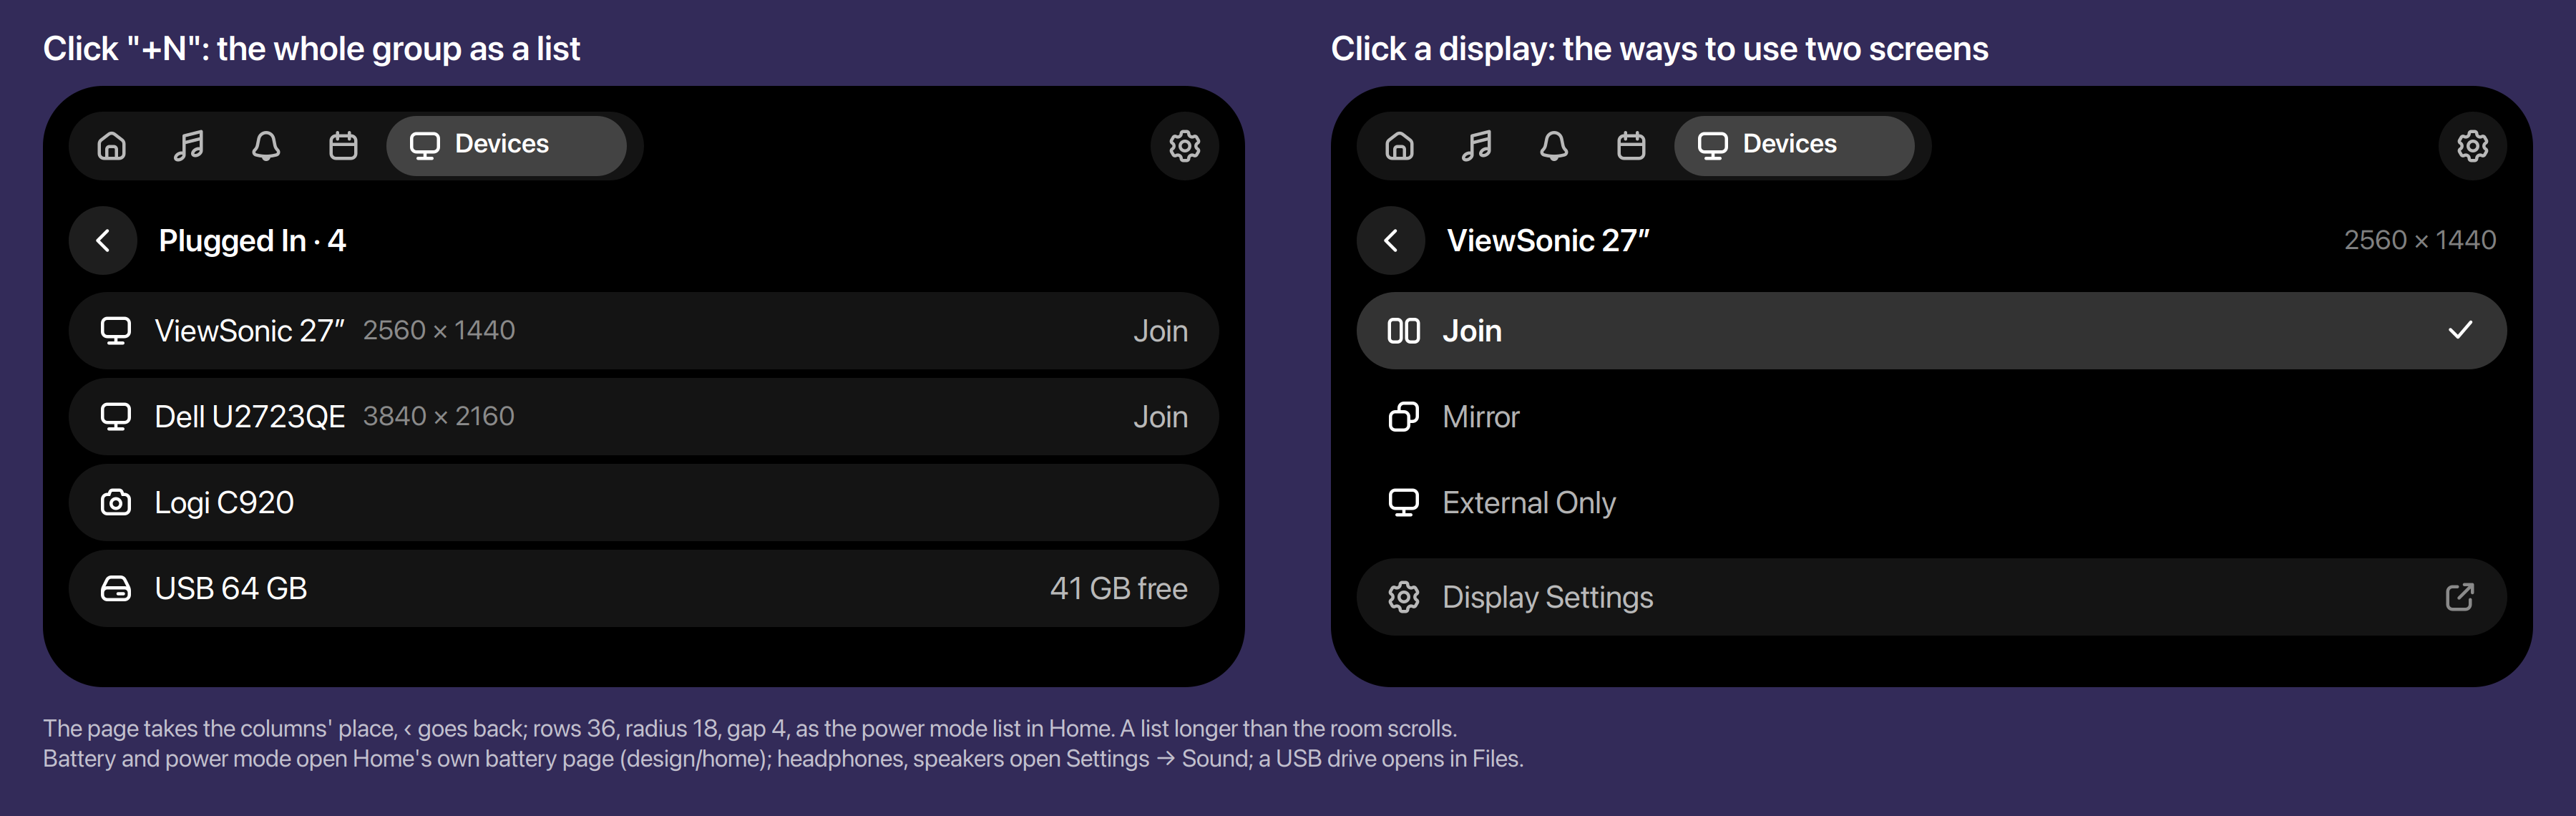 Click "+N": the whole group as a list
Devices
Plugged In · 4
ViewSonic 27” 2560 × 1440 Join
Dell U2723QE 3840 × 2160 Join
Logi C920
USB 64 GB 41 GB free
Click a display: the ways to use two screens
Devices
ViewSonic 27” 2560 × 1440
Join
Mirror
External Only
Display Settings
The page takes the columns' place, ‹ goes back; rows 36, radius 18, gap 4, as the power mode list in Home. A list longer than the room scrolls.
Battery and power mode open Home's own battery page (design/home); headphones, speakers open Settings → Sound; a USB drive opens in Files.